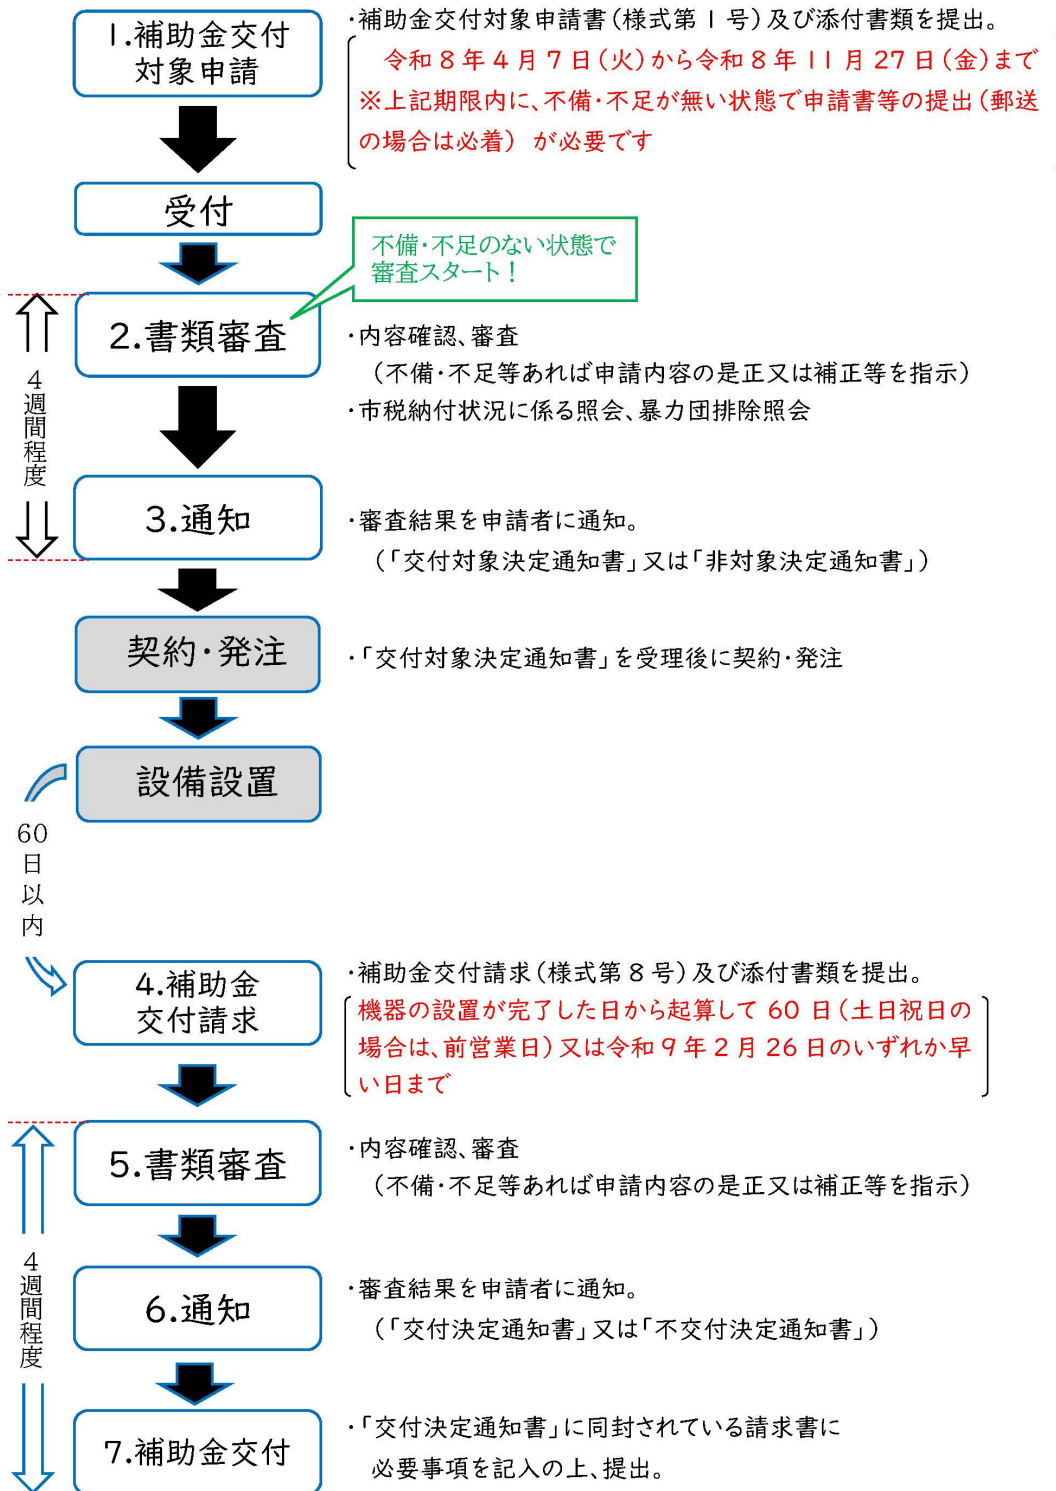 1.補助金交付
対象申請
・補助金交付対象申請書(様式第1号)及び添付書類を提出。
令和8年4月7日(火)から令和8年11月27日(金)まで
※上記期限内に、不備・不足が無い状態で申請書等の提出(郵送
の場合は必着) が必要です
受付
不備・不足のない状態で
審査スタート!
2.書類審査
・内容確認、審査
(不備・不足等あれば申請内容の是正又は補正等を指示)
・市税納付状況に係る照会、暴力団排除照会
4週間程度
3.通知
・審査結果を申請者に通知。
(「交付対象決定通知書」又は「非対象決定通知書」)
契約・発注
・「交付対象決定通知書」を受理後に契約・発注
設備設置
60
日
以
内
4.補助金
交付請求
・補助金交付請求(様式第8号)及び添付書類を提出。
機器の設置が完了した日から起算して60日(土日祝日の
場合は、前営業日)又は令和9年2月26日のいずれか早
い日まで
5.書類審査
・内容確認、審査
(不備・不足等あれば申請内容の是正又は補正等を指示)
4週間程度
6.通知
・審査結果を申請者に通知。
(「交付決定通知書」又は「不交付決定通知書」)
7.補助金交付
・「交付決定通知書」に同封されている請求書に
必要事項を記入の上、提出。